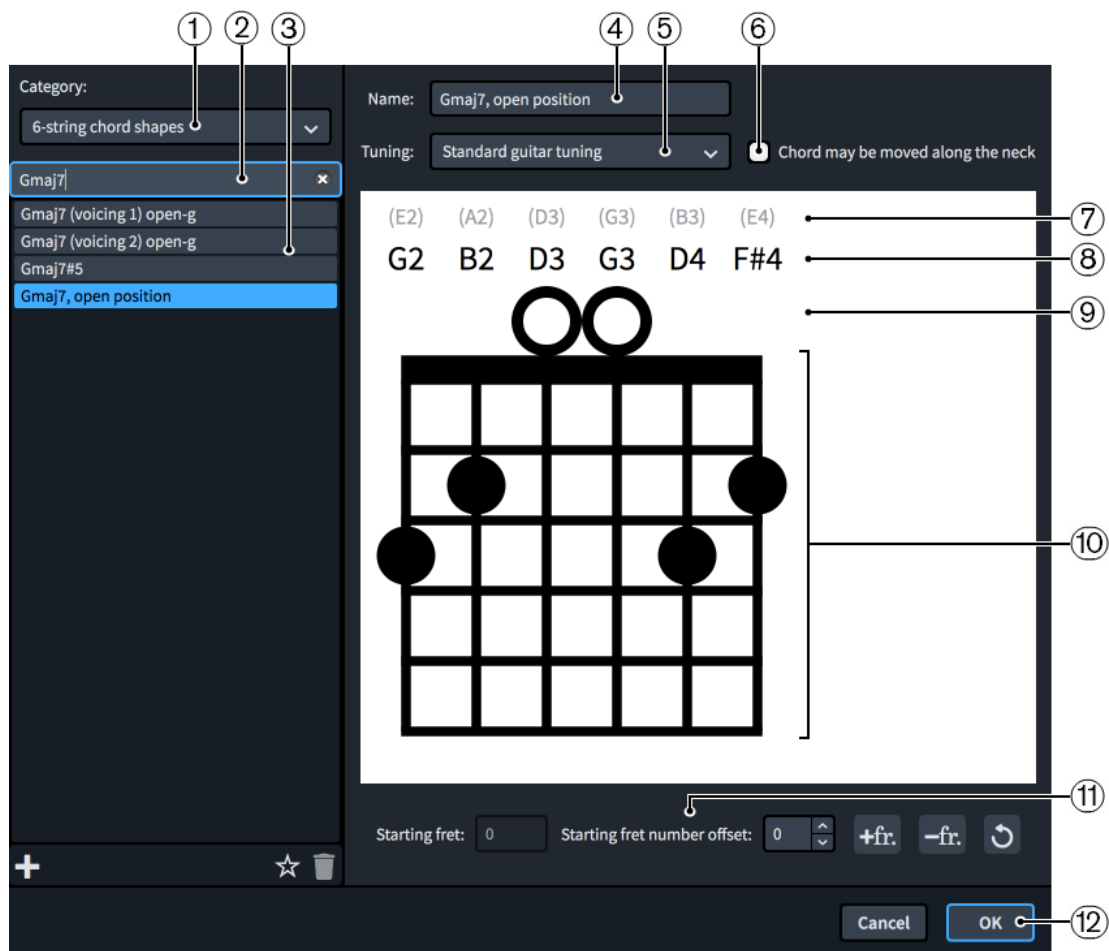 ① ② ③ ④ ⑤ ⑥
Category:
6-string chord shapes
Name: Gmaj7, open position
Tuning: Standard guitar tuning Chord may be moved along the neck
Gmaj7
Gmaj7 (voicing 1) open-g
Gmaj7 (voicing 2) open-g
Gmaj7#5
Gmaj7, open position
(E2) (A2) (D3) (G3) (B3) (E4) ⑦
G2 B2 D3 G3 D4 F#4 ⑧
⑨
⑩
⑪
Starting fret: 0 Starting fret number offset: 0 +fr. −fr.
Cancel OK ⑫